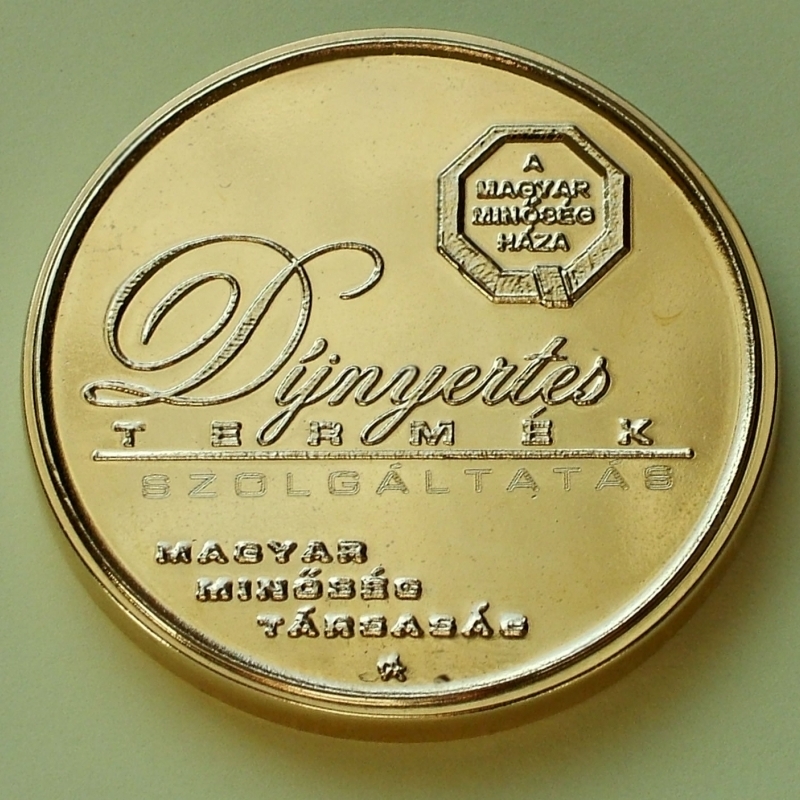 A
MAGYAR
MINŐSÉG
HÁZA
Díjnyertes
TERMÉK
SZOLGÁLTATÁS
MAGYAR
MINŐSÉG
TÁRSASÁG